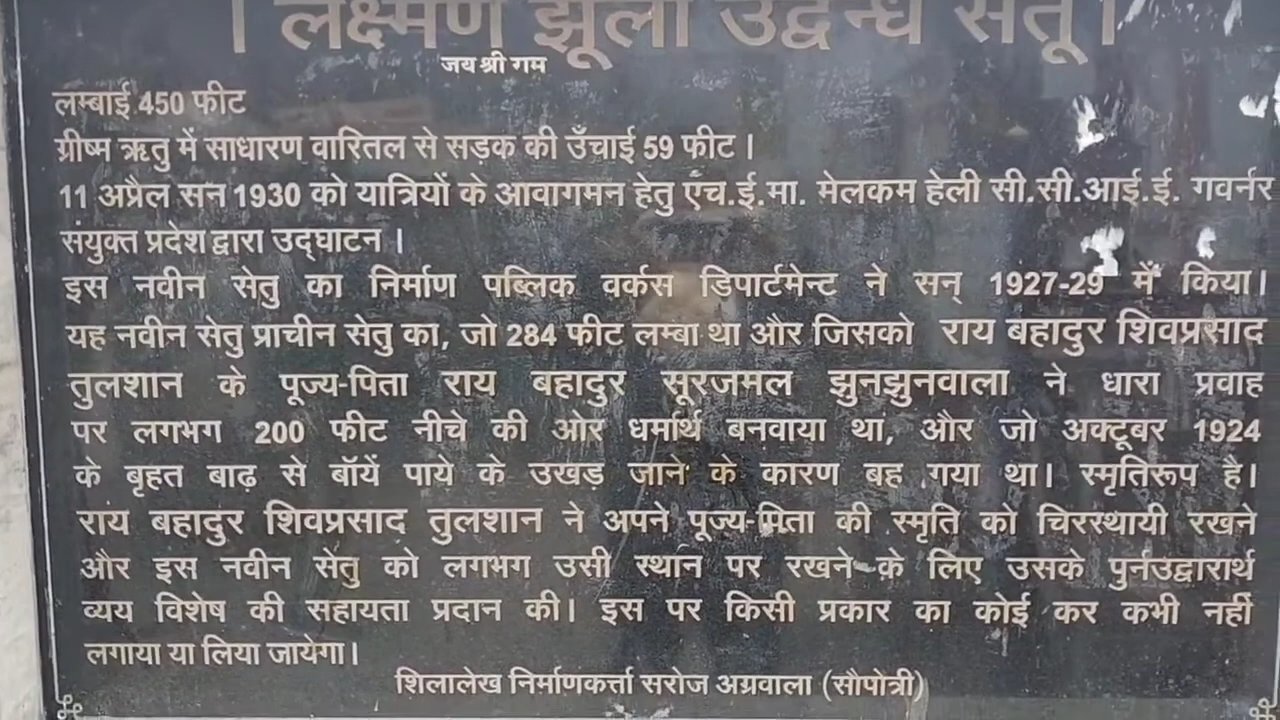 । लक्ष्मण झूला उद्वन्ध सेतू ।
जय श्री गम
लम्बाई 450 फीट
ग्रीष्म ऋतु में साधारण वारितल से सड़क की उँचाई 59 फीट ।
11 अप्रैल सन 1930 को यात्रियों के आवागमन हेतु एँच.ई.मा. मेलकम हेली सी.सी.आई.ई. गवर्नर
संयुक्त प्रदेश द्वारा उद्घाटन ।
इस नवीन सेतु का निर्माण पब्लिक वर्कस डिपार्टमेन्ट ने सन् 1927-29 में किया।
यह नवीन सेतु प्राचीन सेतु का, जो 284 फीट लम्बा था और जिसको राय बहादुर शिवप्रसाद
तुलशान के पूज्य-पिता राय बहादुर सूरजमल झुनझुनवाला ने धारा प्रवाह
पर लगभग 200 फीट नीचे की ओर धर्मार्थ बनवाया था, और जो अक्टूबर 1924
के बृहत बाढ़ से बॉयें पाये के उखड़ जाने के कारण बह गया था। स्मृतिरूप है।
राय बहादुर शिवप्रसाद तुलशान ने अपने पूज्य-पिता की स्मृति को चिरस्थायी रखने
और इस नवीन सेतु को लगभग उसी स्थान पर रखने के लिए उसके पुर्नउद्वारार्थ
व्यय विशेष की सहायता प्रदान की। इस पर किसी प्रकार का कोई कर कभी नहीं
लगाया या लिया जायेगा।
शिलालेख निर्माणकर्त्ता सरोज अग्रवाला (सौपोत्री)